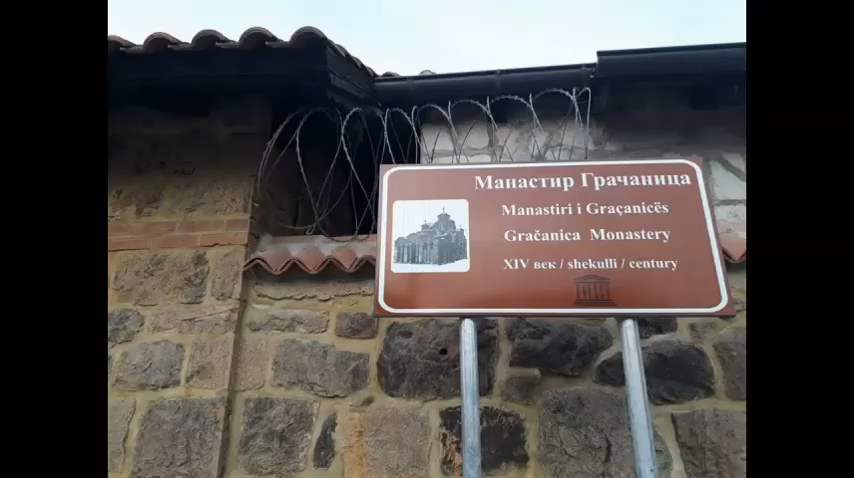 Манастир Грачаница
Manastiri i Graçanicës
Gračanica Monastery
XIV век / shekulli / century